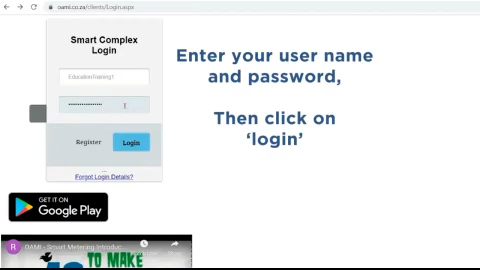 oami.co.za/clients/Login.aspx
Smart Complex
Login
EducationTraining1
Enter your user name
and password,
Then click on
‘login’
Register
Login
Forgot Login Details?
GET IT ON
Google Play
R
OAMI - Smart Metering Introduc...
TO MAKE